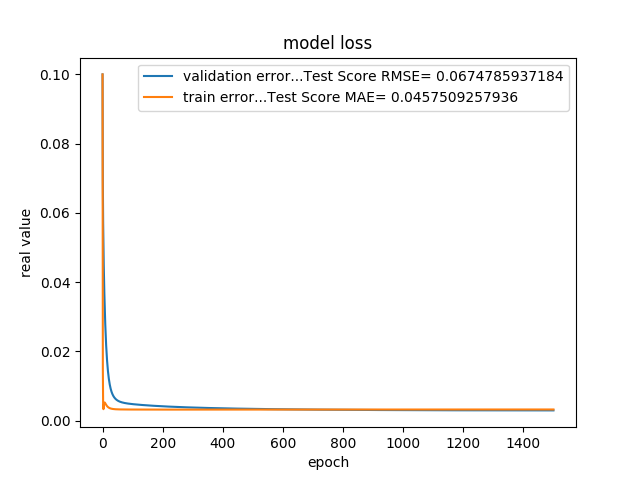 model loss
validation error...Test Score RMSE= 0.0674785937184
train error...Test Score MAE= 0.0457509257936
0.10
0.08
0.06
0.04
0.02
0.00
real value
0 200 400 600 800 1000 1200 1400
epoch